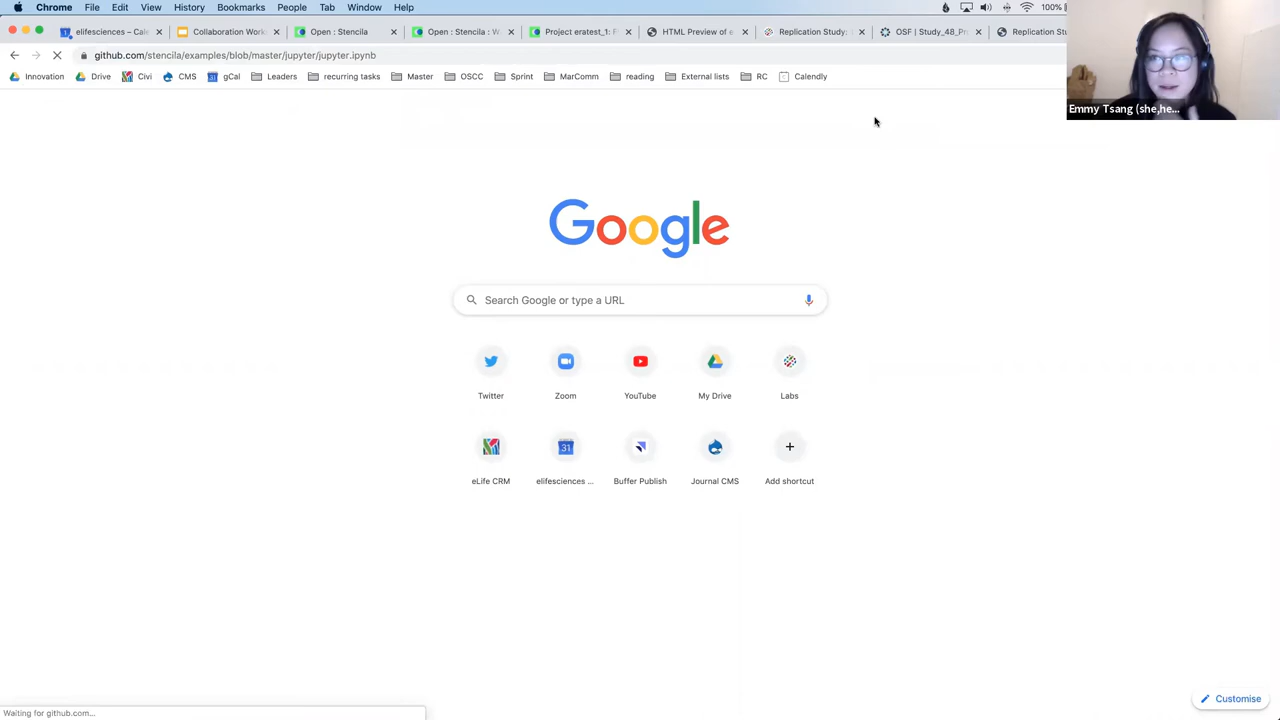 Chrome File Edit View History Bookmarks People Tab Window Help 100%
elifesciences – Cale Collaboration Work Open : Stencila Open : Stencila : W Project eratest_1: F HTML Preview of e Replication Study: OSF | Study_48_Pr Replication Stud
github.com/stencila/examples/blob/master/jupyter/jupyter.ipynb
Innovation Drive Civi CMS gCal Leaders recurring tasks Master OSCC Sprint MarComm reading External lists RC Calendly
Emmy Tsang (she,he...
Google
Search Google or type a URL
Twitter Zoom YouTube My Drive Labs
31
eLife CRM elifesciences ... Buffer Publish Journal CMS Add shortcut
Customise
Waiting for github.com...